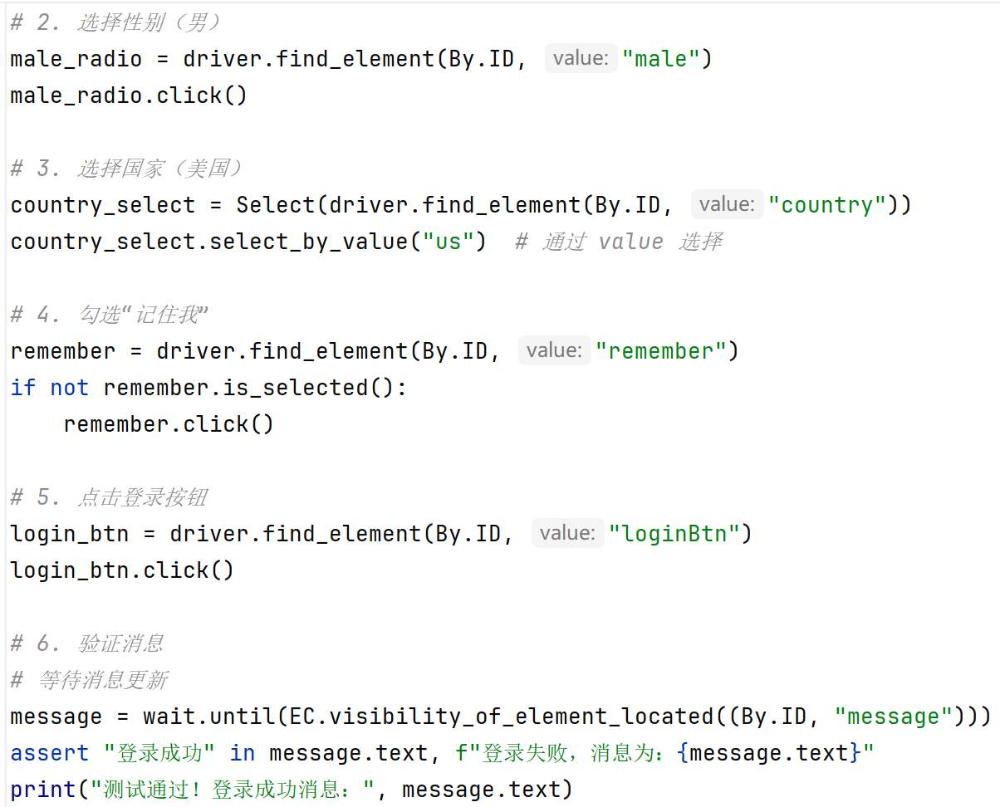 # 2. 选择性别（男）
male_radio = driver.find_element(By.ID, value: "male")
male_radio.click()
# 3. 选择国家（美国）
country_select = Select(driver.find_element(By.ID, value: "country"))
country_select.select_by_value("us")  # 通过 value 选择
# 4. 勾选“记住我”
remember = driver.find_element(By.ID, value: "remember")
if not remember.is_selected():
    remember.click()
# 5. 点击登录按钮
login_btn = driver.find_element(By.ID, value: "loginBtn")
login_btn.click()
# 6. 验证消息
# 等待消息更新
message = wait.until(EC.visibility_of_element_located((By.ID, "message")))
assert "登录成功" in message.text, f"登录失败，消息为：{message.text}"
print("测试通过！登录成功消息：", message.text)